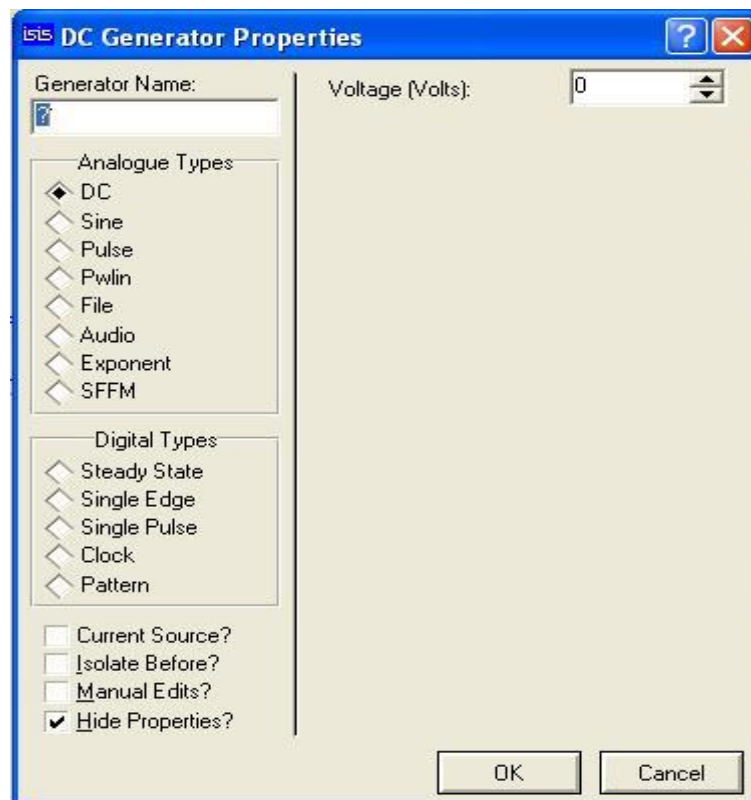 isis DC Generator Properties
Generator Name:
?
Analogue Types
DC
Sine
Pulse
Pwlin
File
Audio
Exponent
SFFM
Digital Types
Steady State
Single Edge
Single Pulse
Clock
Pattern
Current Source?
Isolate Before?
Manual Edits?
Hide Properties?
Voltage (Volts):
0
OK
Cancel